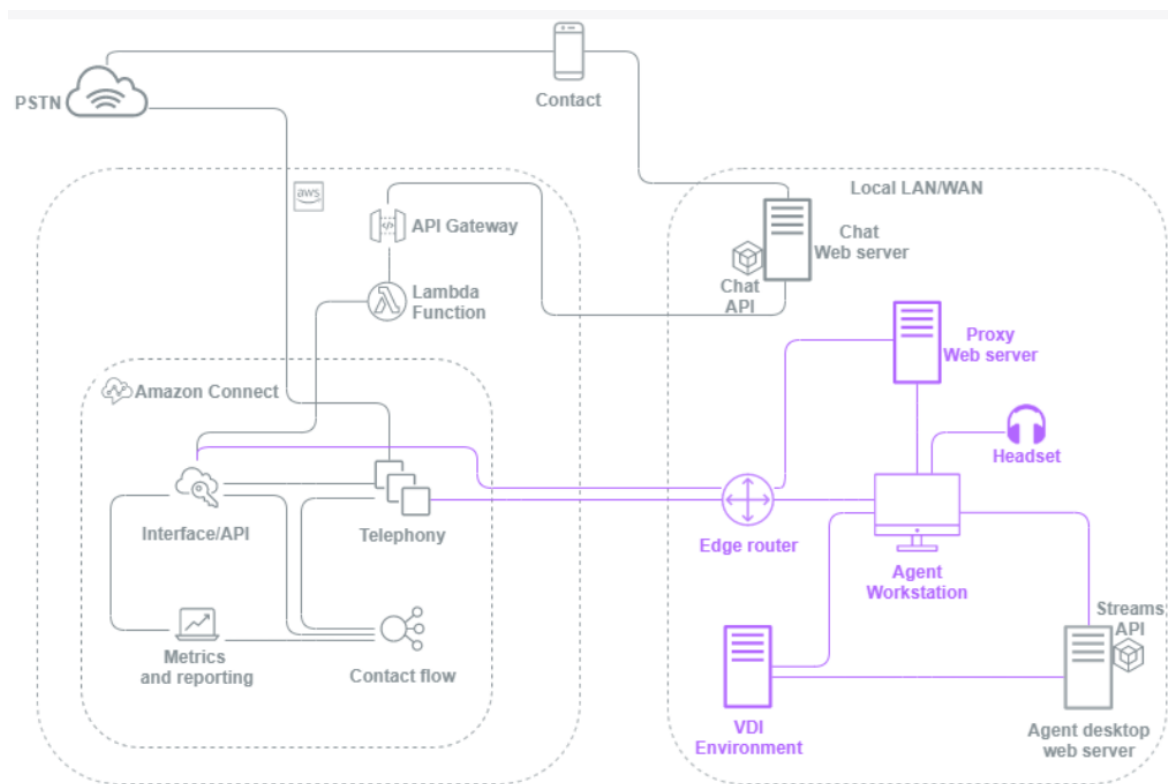 PSTN
Contact
aws
Local LAN/WAN
API Gateway
Chat
Web server
Chat
API
Lambda
Function
Proxy
Web server
Amazon Connect
Headset
Interface/API
Telephony
Edge router
Agent
Workstation
Streams
API
Metrics
and reporting
Contact flow
VDI
Environment
Agent desktop
web server